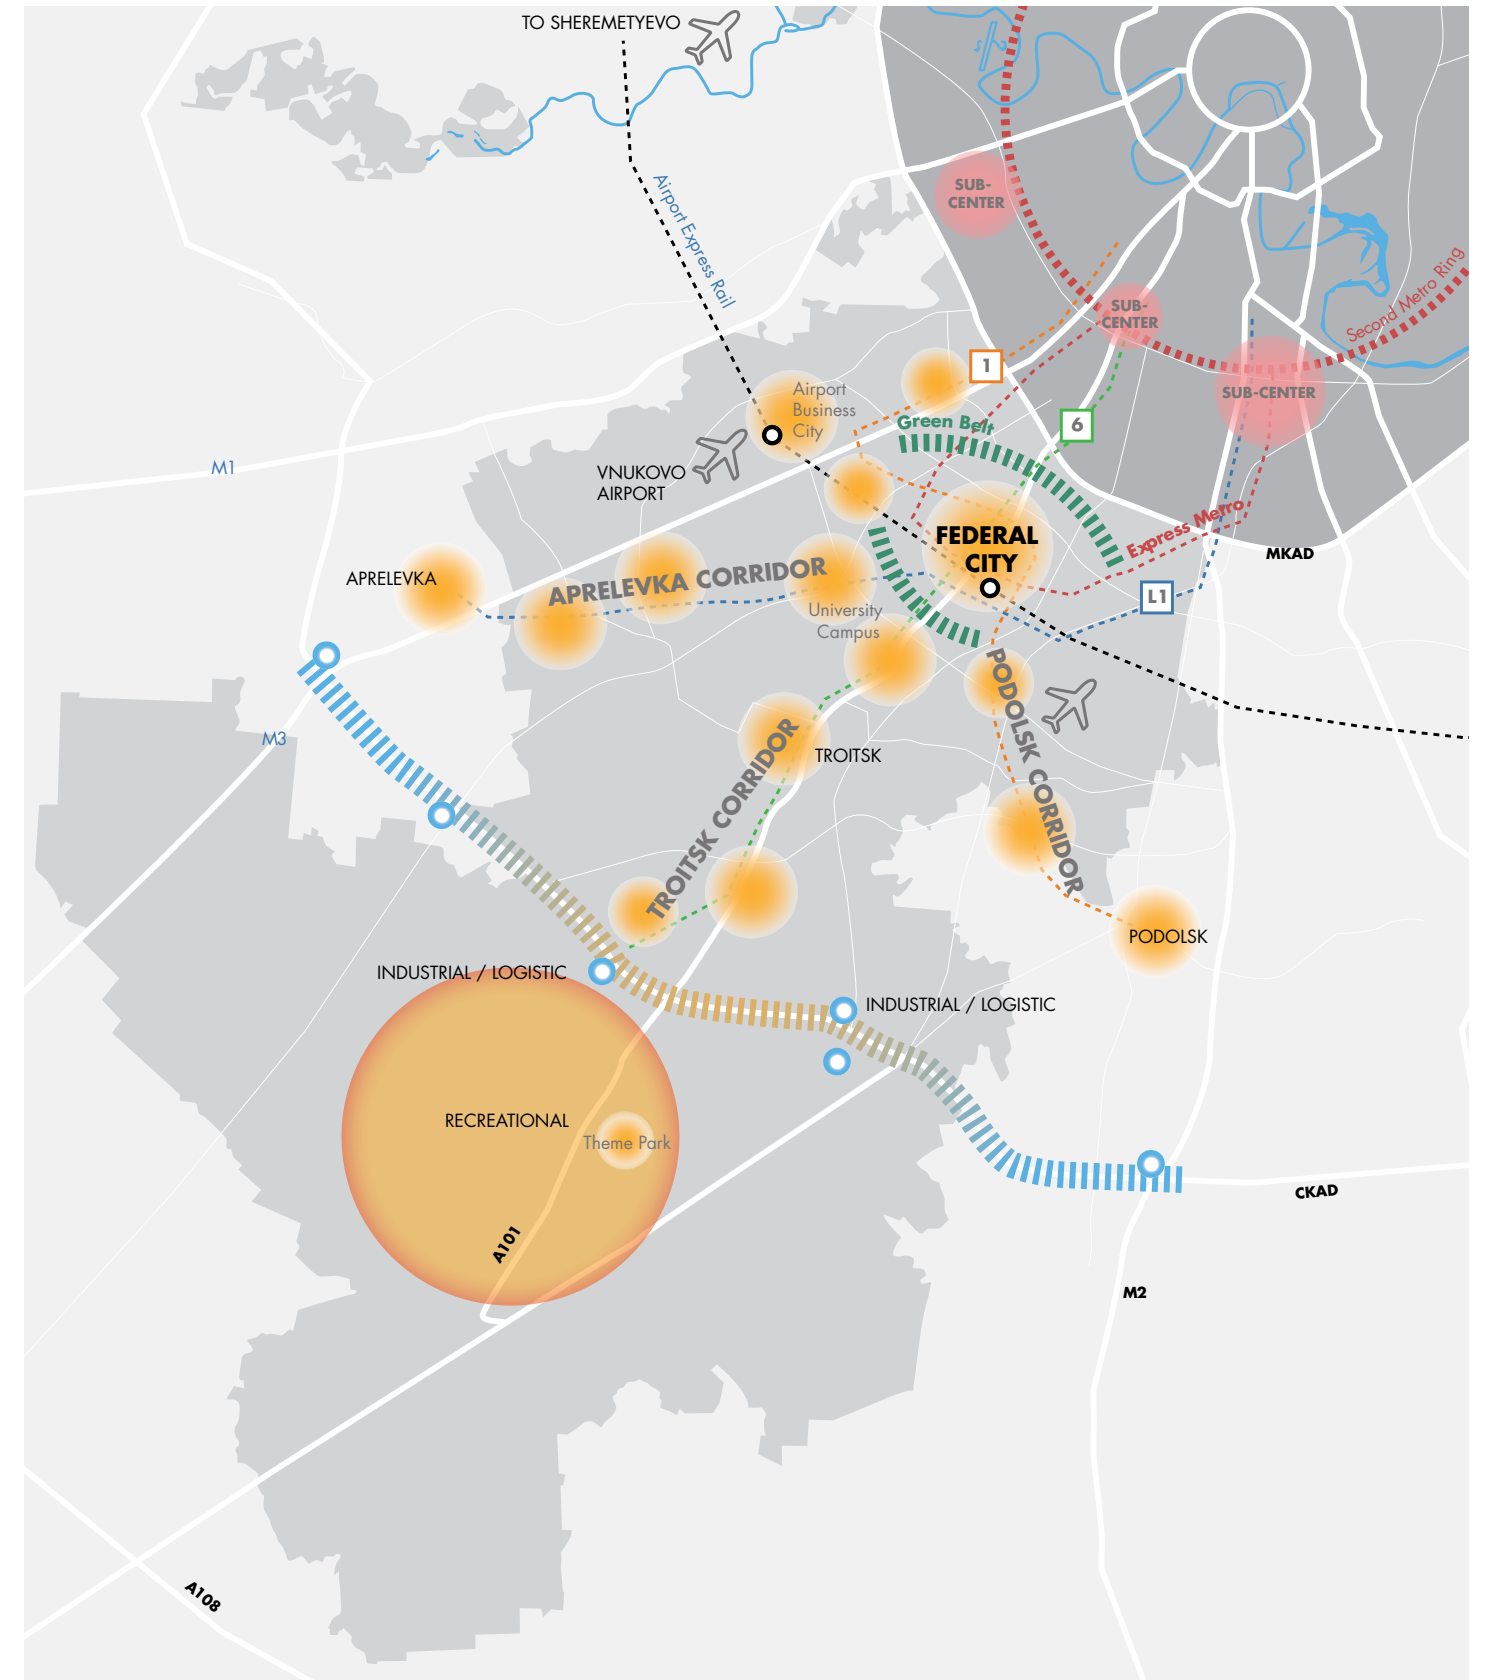 TO SHEREMETYEVO
Airport Express Rail
SUB-
CENTER
SUB-
CENTER
SUB-CENTER
Second Metro Ring
1
6
Airport
Business
City
Green Belt
M1
VNUKOVO
AIRPORT
FEDERAL
CITY
Express Metro
MKAD
APRELEVKA
APRELEVKA CORRIDOR
L1
University
Campus
PODOLSK CORRIDOR
M3
TROITSK CORRIDOR
TROITSK
PODOLSK
INDUSTRIAL / LOGISTIC
INDUSTRIAL / LOGISTIC
RECREATIONAL
Theme Park
CKAD
A101
M2
A108